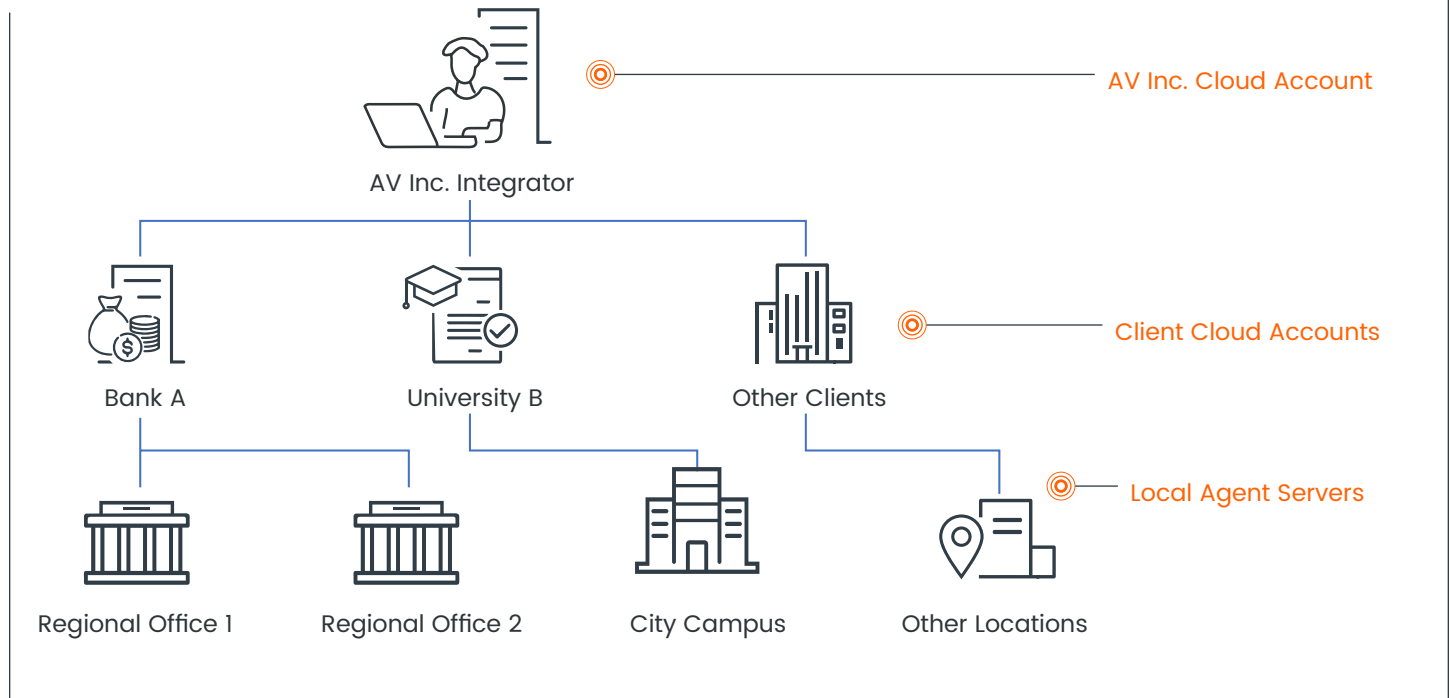 AV Inc. Cloud Account
AV Inc. Integrator
Client Cloud Accounts
$
Bank A
University B
Other Clients
Local Agent Servers
Regional Office 1
Regional Office 2
City Campus
Other Locations